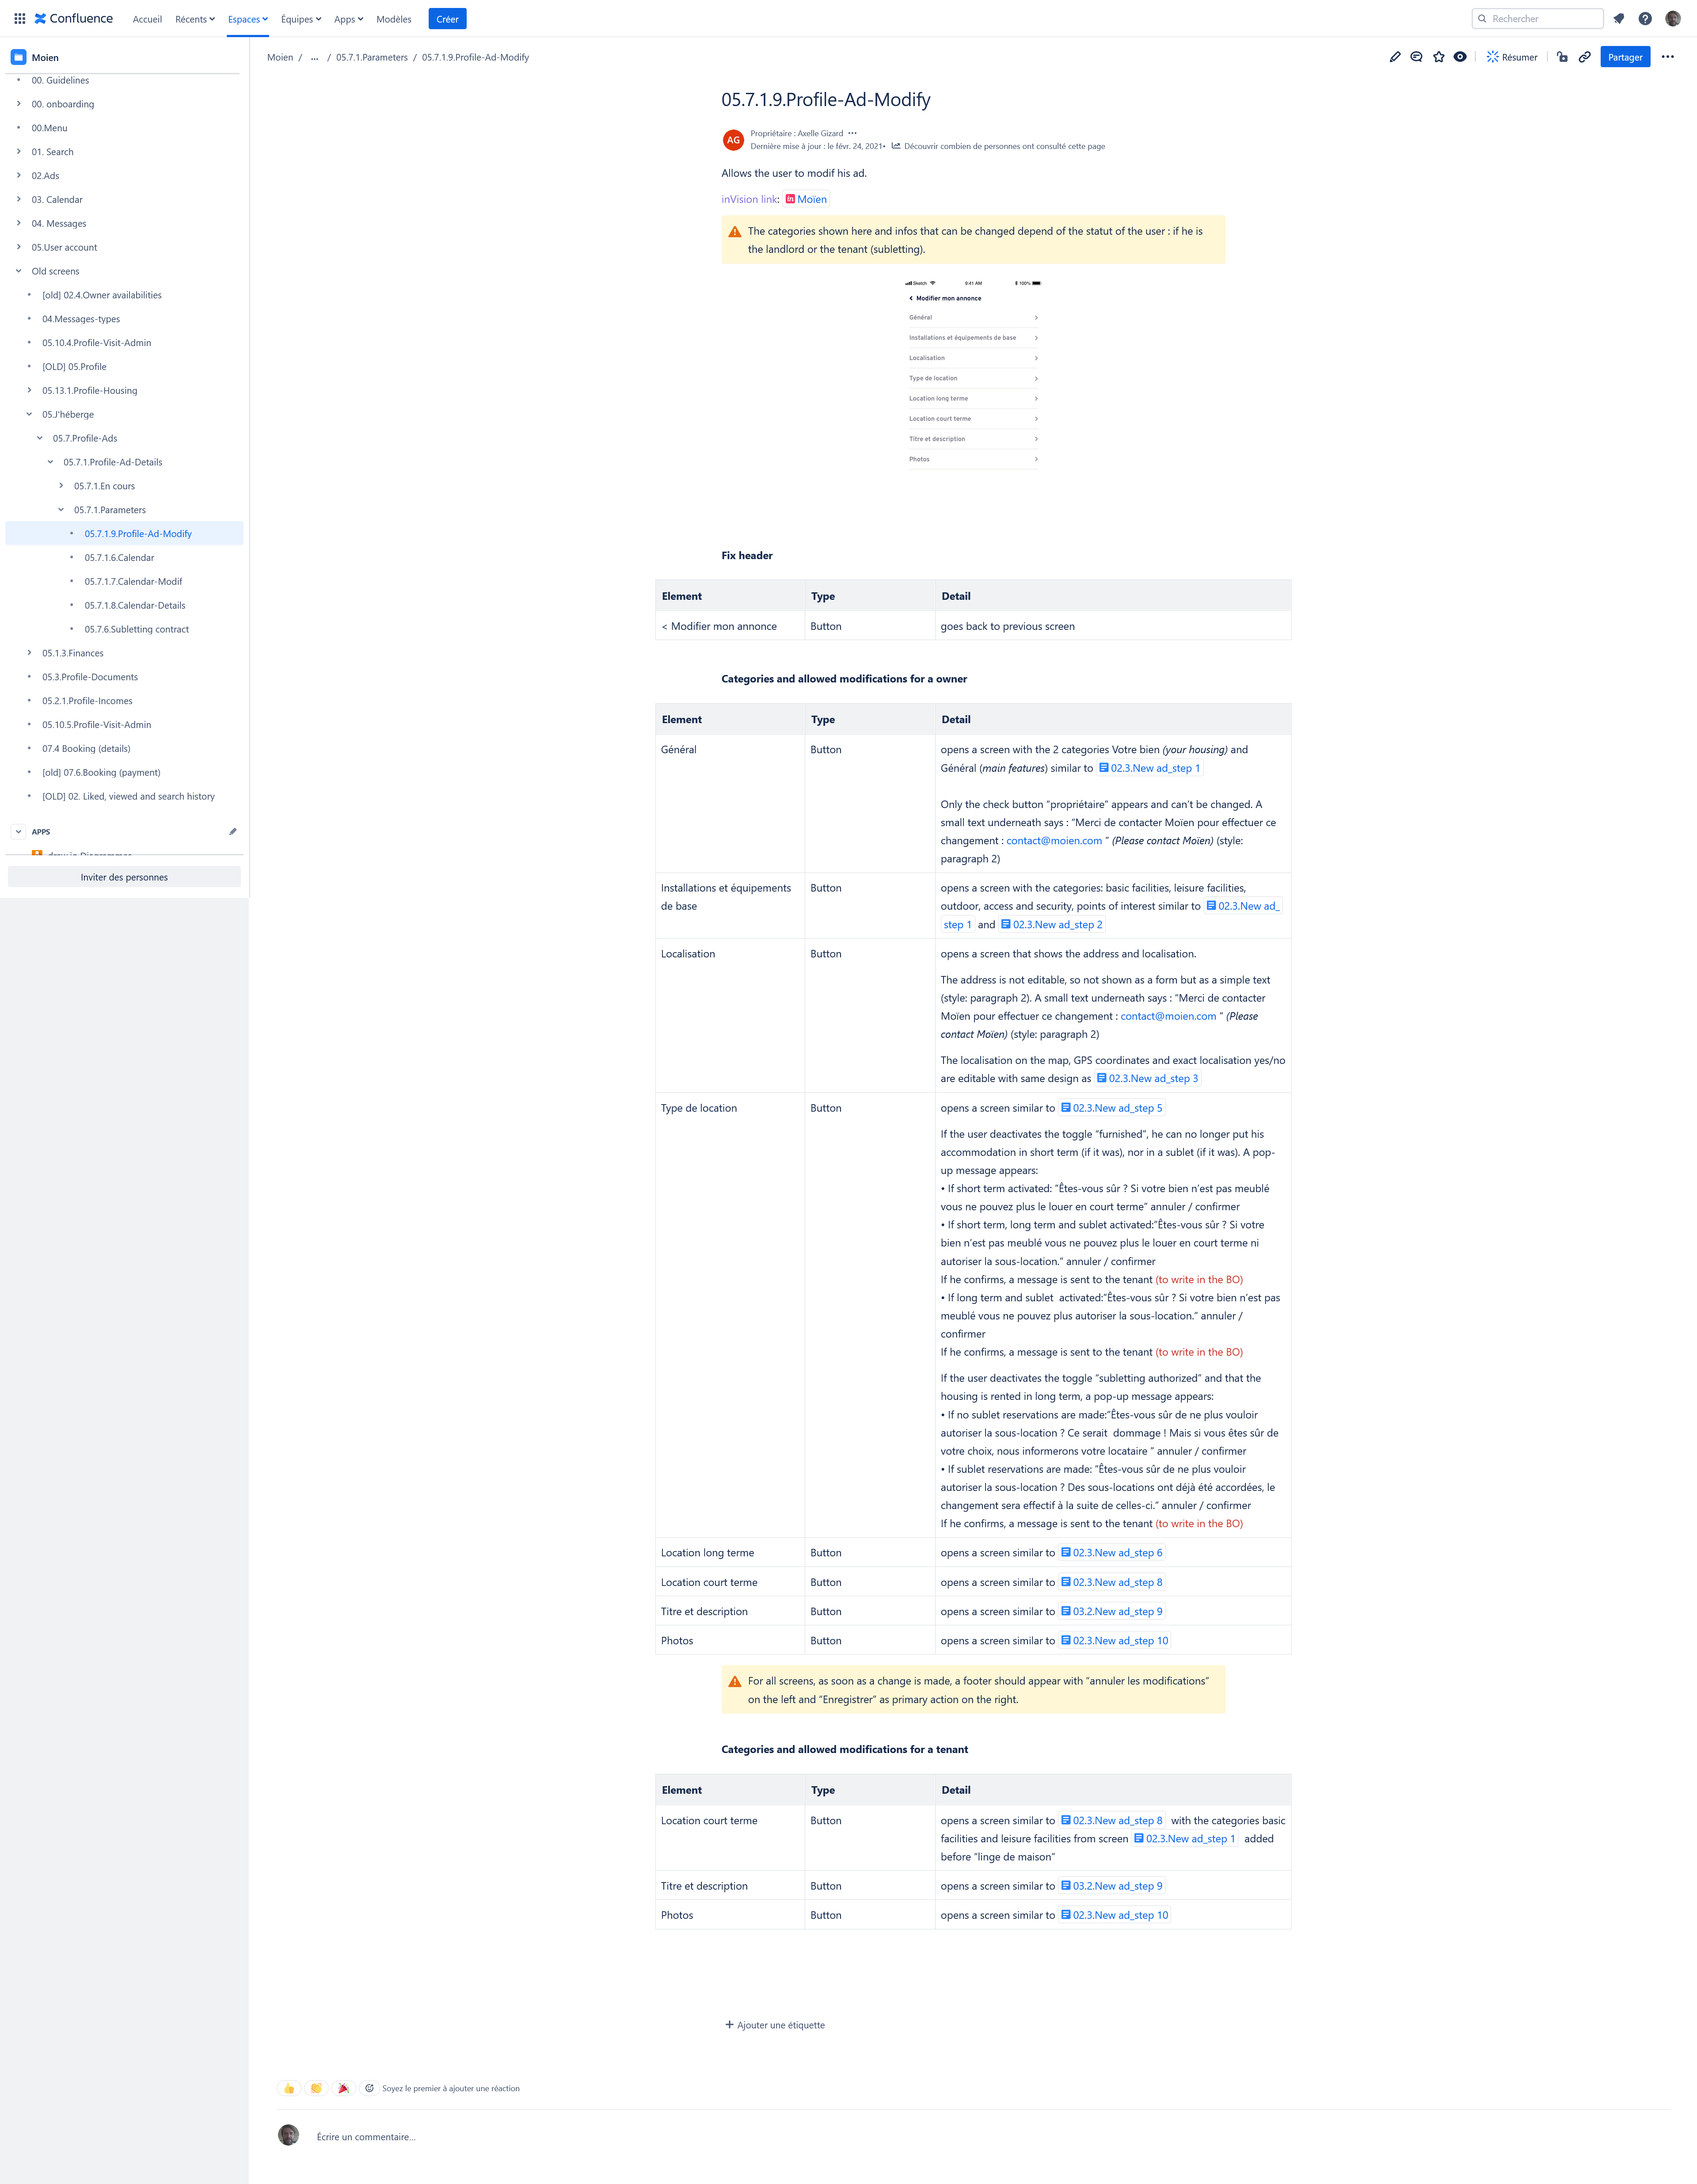 Confluence Accueil Récents Espaces Équipes Apps Modèles Créer Rechercher
Moien
00. Guidelines
00. onboarding
00.Menu
01. Search
02.Ads
03. Calendar
04. Messages
05.User account
Old screens
[old] 02.4.Owner availabilities
04.Messages-types
05.10.4.Profile-Visit-Admin
[OLD] 05.Profile
05.13.1.Profile-Housing
05.J'héberge
05.7.Profile-Ads
05.7.1.Profile-Ad-Details
05.7.1.En cours
05.7.1.Parameters
05.7.1.9.Profile-Ad-Modify
05.7.1.6.Calendar
05.7.1.7.Calendar-Modif
05.7.1.8.Calendar-Details
05.7.6.Subletting contract
05.1.3.Finances
05.3.Profile-Documents
05.2.1.Profile-Incomes
05.10.5.Profile-Visit-Admin
07.4 Booking (details)
[old] 07.6.Booking (payment)
[OLD] 02. Liked, viewed and search history
APPS
Inviter des personnes
Moien / ... / 05.7.1.Parameters / 05.7.1.9.Profile-Ad-Modify
Résumer Partager
05.7.1.9.Profile-Ad-Modify
AG
Propriétaire : Axelle Gizard
Dernière mise à jour : le févr. 24, 2021• Découvrir combien de personnes ont consulté cette page
Allows the user to modif his ad.
inVision link: in Moïen
The categories shown here and infos that can be changed depend of the statut of the user : if he is
the landlord or the tenant (subletting).
Sketch 9:41 AM 100%
Modifier mon annonce
Général
Installations et équipements de base
Localisation
Type de location
Location long terme
Location court terme
Titre et description
Photos
Fix header
Element Type Detail
< Modifier mon annonce Button goes back to previous screen
Categories and allowed modifications for a owner
Element Type Detail
Général Button opens a screen with the 2 categories Votre bien (your housing) and
Général (main features) similar to 02.3.New ad_step 1
Only the check button “propriétaire” appears and can’t be changed. A
small text underneath says : “Merci de contacter Moïen pour effectuer ce
changement : contact@moien.com “ (Please contact Moïen) (style:
paragraph 2)
Installations et équipements Button opens a screen with the categories: basic facilities, leisure facilities,
de base outdoor, access and security, points of interest similar to 02.3.New ad_
step 1 and 02.3.New ad_step 2
Localisation Button opens a screen that shows the address and localisation.
The address is not editable, so not shown as a form but as a simple text
(style: paragraph 2). A small text underneath says : “Merci de contacter
Moïen pour effectuer ce changement : contact@moien.com “ (Please
contact Moïen) (style: paragraph 2)
The localisation on the map, GPS coordinates and exact localisation yes/no
are editable with same design as 02.3.New ad_step 3
Type de location Button opens a screen similar to 02.3.New ad_step 5
If the user deactivates the toggle “furnished”, he can no longer put his
accommodation in short term (if it was), nor in a sublet (if it was). A pop-
up message appears:
• If short term activated: “Êtes-vous sûr ? Si votre bien n’est pas meublé
vous ne pouvez plus le louer en court terme” annuler / confirmer
• If short term, long term and sublet activated:“Êtes-vous sûr ? Si votre
bien n’est pas meublé vous ne pouvez plus le louer en court terme ni
autoriser la sous-location.” annuler / confirmer
If he confirms, a message is sent to the tenant (to write in the BO)
• If long term and sublet activated:“Êtes-vous sûr ? Si votre bien n’est pas
meublé vous ne pouvez plus autoriser la sous-location.” annuler /
confirmer
If he confirms, a message is sent to the tenant (to write in the BO)
If the user deactivates the toggle “subletting authorized” and that the
housing is rented in long term, a pop-up message appears:
• If no sublet reservations are made:“Êtes-vous sûr de ne plus vouloir
autoriser la sous-location ? Ce serait dommage ! Mais si vous êtes sûr de
votre choix, nous informerons votre locataire “ annuler / confirmer
• If sublet reservations are made: “Êtes-vous sûr de ne plus vouloir
autoriser la sous-location ? Des sous-locations ont déjà été accordées, le
changement sera effectif à la suite de celles-ci.” annuler / confirmer
If he confirms, a message is sent to the tenant (to write in the BO)
Location long terme Button opens a screen similar to 02.3.New ad_step 6
Location court terme Button opens a screen similar to 02.3.New ad_step 8
Titre et description Button opens a screen similar to 03.2.New ad_step 9
Photos Button opens a screen similar to 02.3.New ad_step 10
For all screens, as soon as a change is made, a footer should appear with “annuler les modifications”
on the left and “Enregistrer” as primary action on the right.
Categories and allowed modifications for a tenant
Element Type Detail
Location court terme Button opens a screen similar to 02.3.New ad_step 8 with the categories basic
facilities and leisure facilities from screen 02.3.New ad_step 1 added
before “linge de maison”
Titre et description Button opens a screen similar to 03.2.New ad_step 9
Photos Button opens a screen similar to 02.3.New ad_step 10
Ajouter une étiquette
Soyez le premier à ajouter une réaction
Écrire un commentaire...